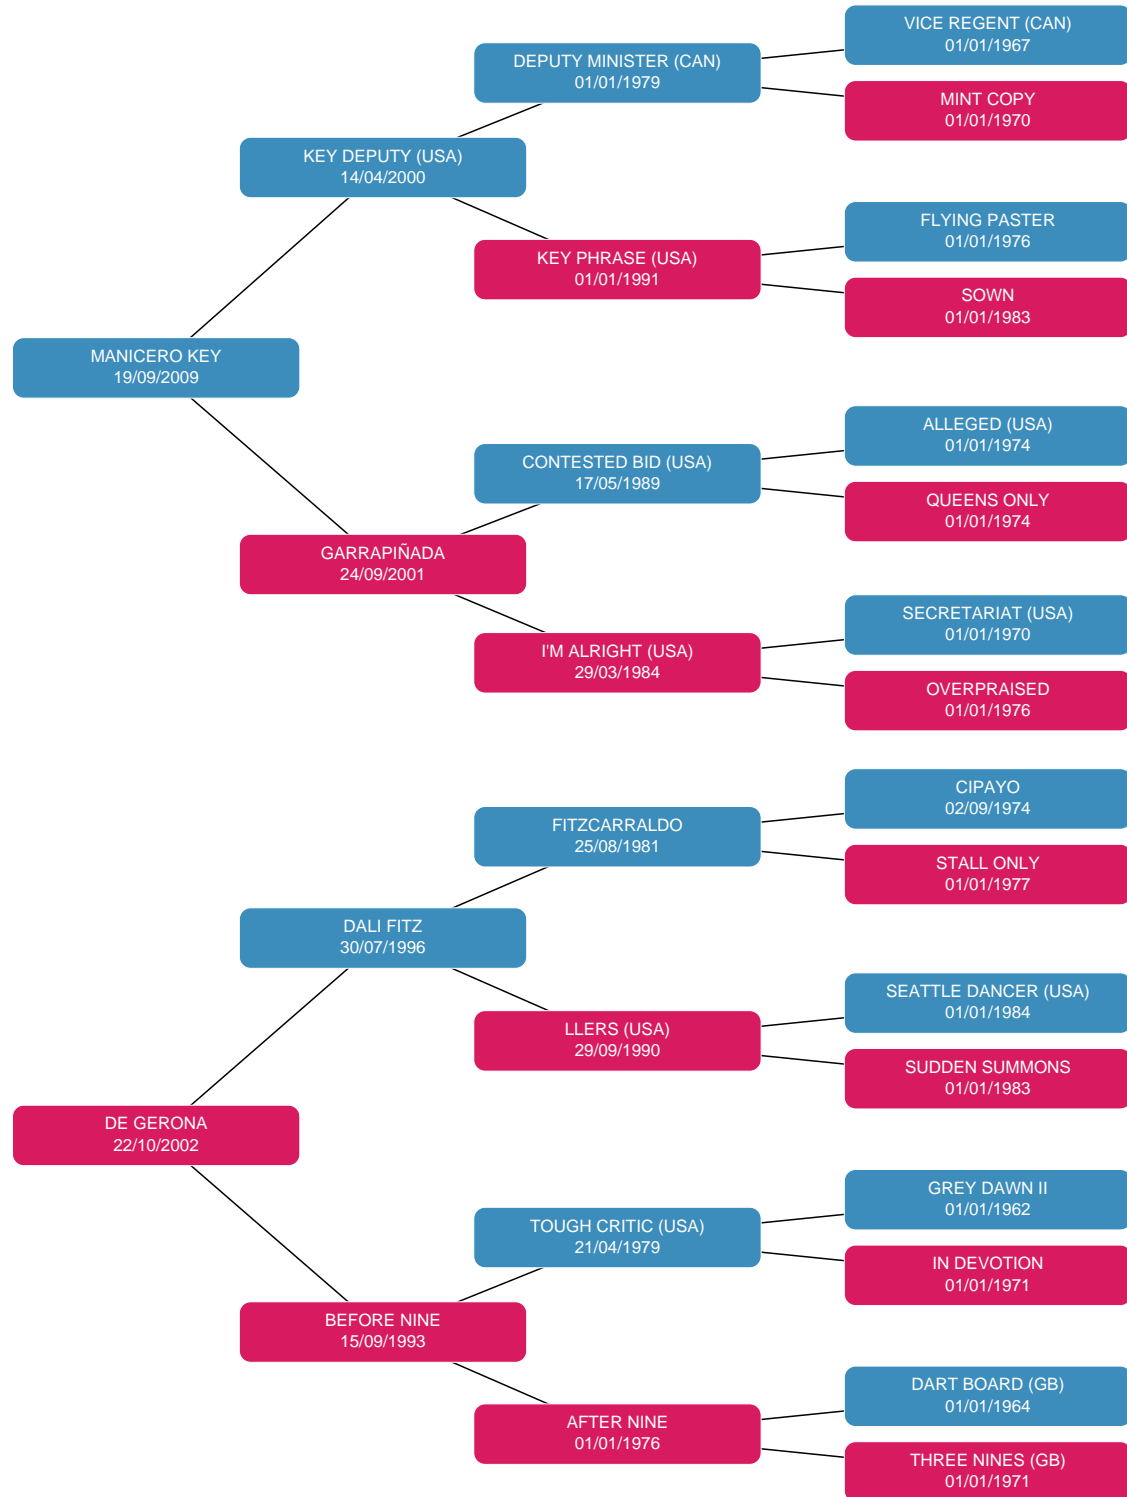 VICE REGENT (CAN)
01/01/1967
DEPUTY MINISTER (CAN)
01/01/1979
MINT COPY
01/01/1970
KEY DEPUTY (USA)
14/04/2000
FLYING PASTER
01/01/1976
KEY PHRASE (USA)
01/01/1991
SOWN
01/01/1983
MANICERO KEY
19/09/2009
ALLEGED (USA)
01/01/1974
CONTESTED BID (USA)
17/05/1989
QUEENS ONLY
01/01/1974
GARRAPIÑADA
24/09/2001
SECRETARIAT (USA)
01/01/1970
I'M ALRIGHT (USA)
29/03/1984
OVERPRAISED
01/01/1976
CIPAYO
02/09/1974
FITZCARRALDO
25/08/1981
STALL ONLY
01/01/1977
DALI FITZ
30/07/1996
SEATTLE DANCER (USA)
01/01/1984
LLERS (USA)
29/09/1990
SUDDEN SUMMONS
01/01/1983
DE GERONA
22/10/2002
GREY DAWN II
01/01/1962
TOUGH CRITIC (USA)
21/04/1979
IN DEVOTION
01/01/1971
BEFORE NINE
15/09/1993
DART BOARD (GB)
01/01/1964
AFTER NINE
01/01/1976
THREE NINES (GB)
01/01/1971